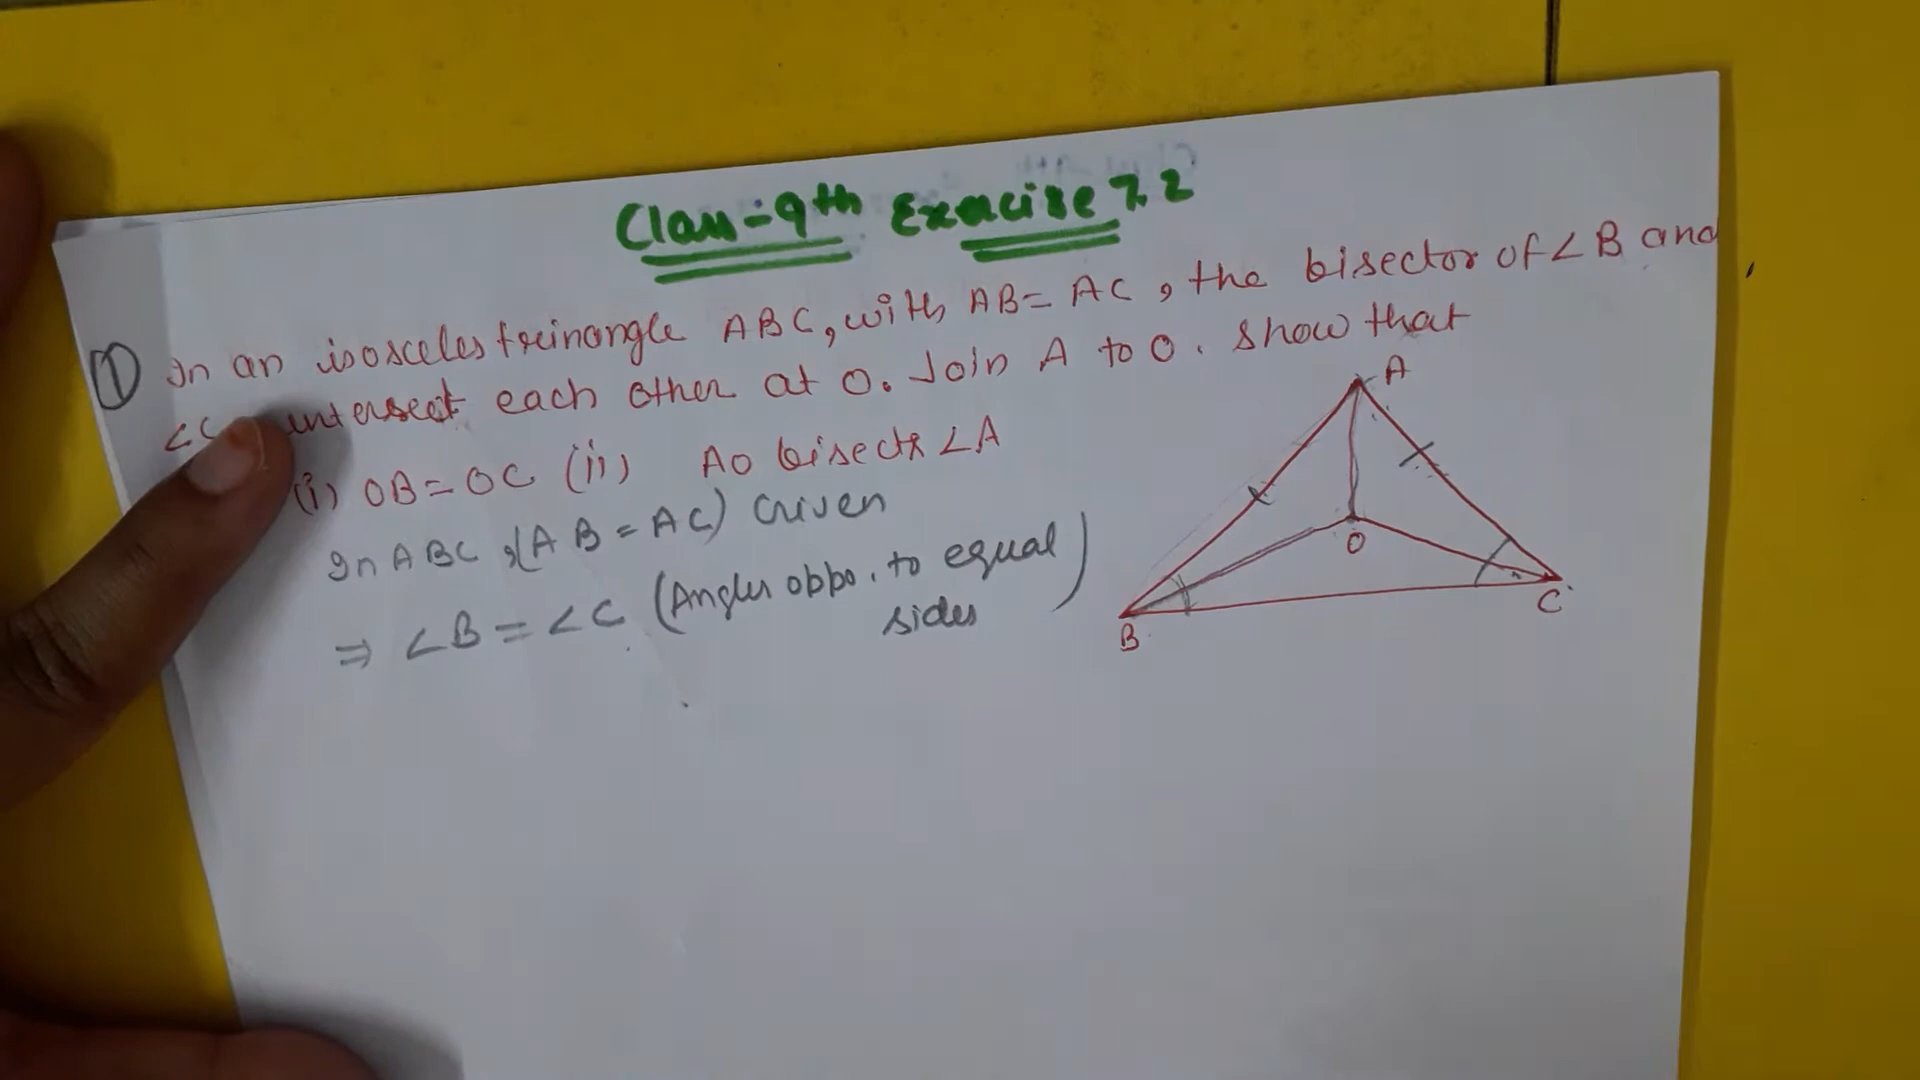 Class-9th Exercise 7.2
① In an isosceles trinangle ABC, with AB = AC, the bisector of ∠B and
∠C intersect each other at O. Join A to O. show that
(i) OB = OC (ii) AO bisects ∠A
In ABC, (AB = AC) Given
⇒ ∠B = ∠C (Angles oppo. to equal
sides)
A
O
B
C